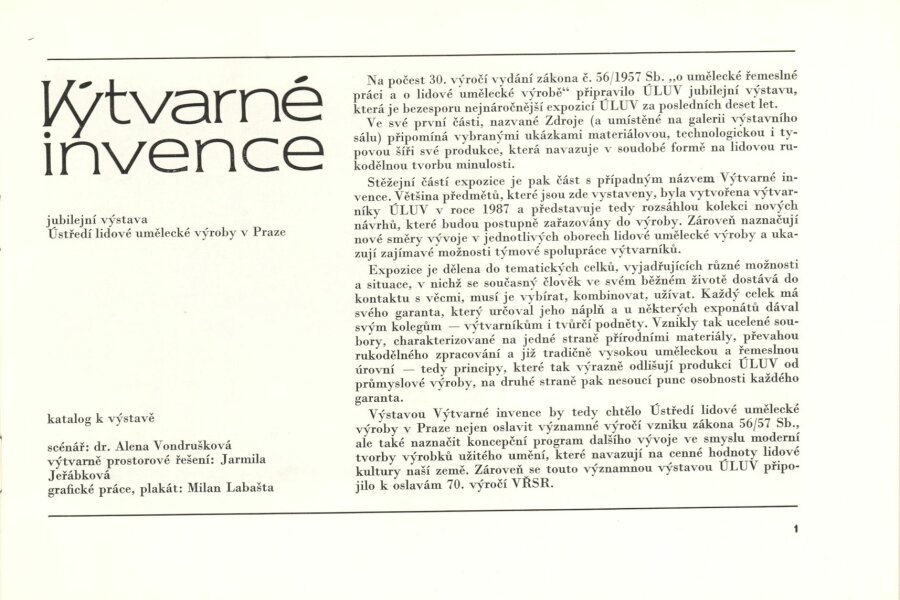 Výtvarné
invence
jubilejní výstava
Ústředí lidové umělecké výroby v Praze
katalog k výstavě
scénář: dr. Alena Vondrušková
výtvarně prostorové řešení: Jarmila
Jeřábková
grafické práce, plakát: Milan Labašta
Na počest 30. výročí vydání zákona č. 56/1957 Sb. „o umělecké řemeslné
práci a o lidové umělecké výrobě“ připravilo ÚLUV jubilejní výstavu,
která je bezesporu nejnáročnější expozicí ÚLUV za posledních deset let.
Ve své první části, nazvané Zdroje (a umístěné na galerii výstavního
sálu) připomíná vybranými ukázkami materiálovou, technologickou i ty-
povou šíři své produkce, která navazuje v soudobé formě na lidovou ru-
kodělnou tvorbu minulosti.
Stěžejní částí expozice je pak část s případným názvem Výtvarné in-
vence. Většina předmětů, které jsou zde vystaveny, byla vytvořena výtvar-
níky ÚLUV v roce 1987 a představuje tedy rozsáhlou kolekci nových
návrhů, které budou postupně zařazovány do výroby. Zároveň naznačují
nové směry vývoje v jednotlivých oborech lidové umělecké výroby a uka-
zují zajímavé možnosti týmové spolupráce výtvarníků.
Expozice je dělena do tematických celků, vyjadřujících různé možnosti
a situace, v nichž se současný člověk ve svém běžném životě dostává do
kontaktu s věcmi, musí je vybírat, kombinovat, užívat. Každý celek má
svého garanta, který určoval jeho náplň a u některých exponátů dával
svým kolegům — výtvarníkům i tvůrčí podněty. Vznikly tak ucelené sou-
bory, charakterizované na jedné straně přírodními materiály, převahou
rukodělného zpracování a již tradičně vysokou uměleckou a řemeslnou
úrovní — tedy principy, které tak výrazně odlišují produkci ÚLUV od
průmyslové výroby, na druhé straně pak nesoucí punc osobnosti každého
garanta.
Výstavou Výtvarné invence by tedy chtělo Ústředí lidové umělecké
výroby v Praze nejen oslavit významné výročí vzniku zákona 56/57 Sb.,
ale také naznačit koncepční program dalšího vývoje ve smyslu moderní
tvorby výrobků užitého umění, které navazují na cenné hodnoty lidové
kultury naší země. Zároveň se touto významnou výstavou ÚLUV připo-
jilo k oslavám 70. výročí VŘSR.
1